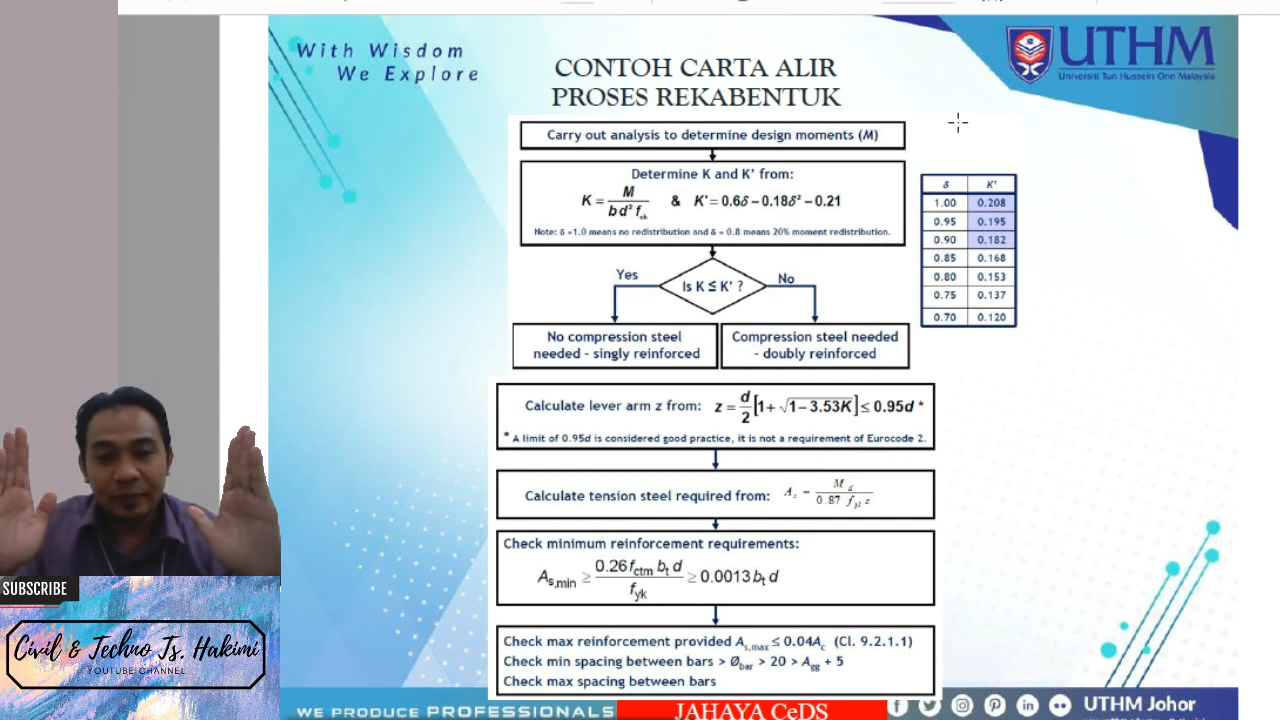 With Wisdom
We Explore
UTHM
Universiti Tun Hussein Onn Malaysia
CONTOH CARTA ALIR
PROSES REKABENTUK
Carry out analysis to determine design moments (M)
Determine K and K’ from:
K = M / b d² f_ck & K’ = 0.6δ – 0.18δ² – 0.21
Note: δ =1.0 means no redistribution and δ = 0.8 means 20% moment redistribution.
δ K’
1.00 0.208
0.95 0.195
0.90 0.182
0.85 0.168
0.80 0.153
0.75 0.137
0.70 0.120
Is K ≤ K’ ?
Yes
No
No compression steel
needed – singly reinforced
Compression steel needed
– doubly reinforced
Calculate lever arm z from: z = d/2 [1+ √1 – 3.53K] ≤ 0.95d *
* A limit of 0.95d is considered good practice, it is not a requirement of Eurocode 2.
Calculate tension steel required from: A_s = M_d / 0.87 f_yk z
Check minimum reinforcement requirements:
A_s,min ≥ 0.26 f_ctm b_t d / f_yk ≥ 0.0013 b_t d
Check max reinforcement provided A_s,max ≤ 0.04A_c (Cl. 9.2.1.1)
Check min spacing between bars > Ø_bar > 20 > A_gg + 5
Check max spacing between bars
SUBSCRIBE
Civil & Techno Ts. Hakimi
YOUTUBE CHANNEL
WE PRODUCE PROFESSIONALS
JAHAYA CeDS
UTHM Johor